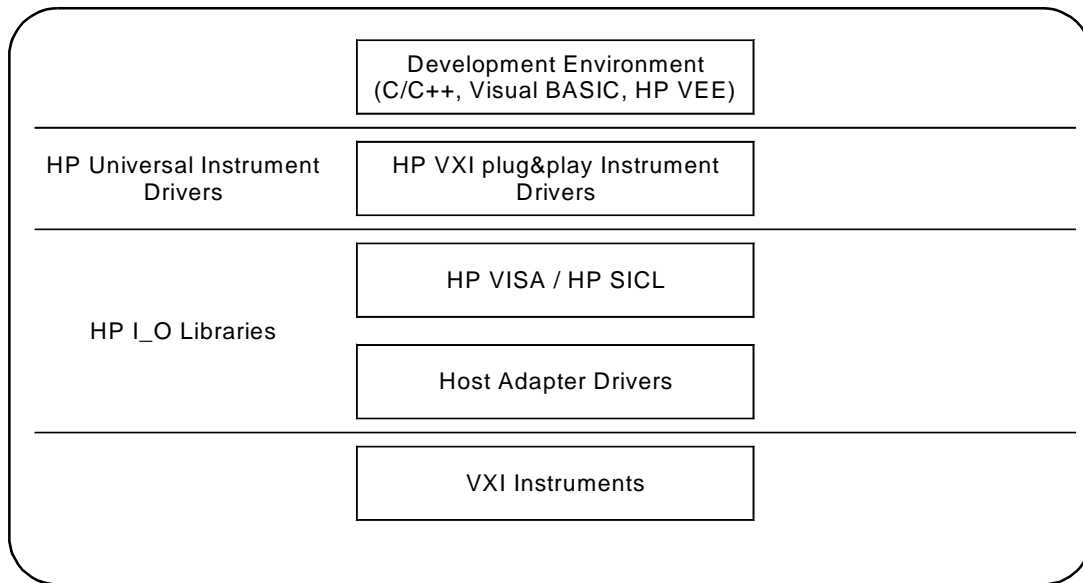 Development Environment
(C/C++, Visual BASIC, HP VEE)
HP Universal Instrument
Drivers
HP VXI plug&play Instrument
Drivers
HP I_O Libraries
HP VISA / HP SICL
Host Adapter Drivers
VXI Instruments